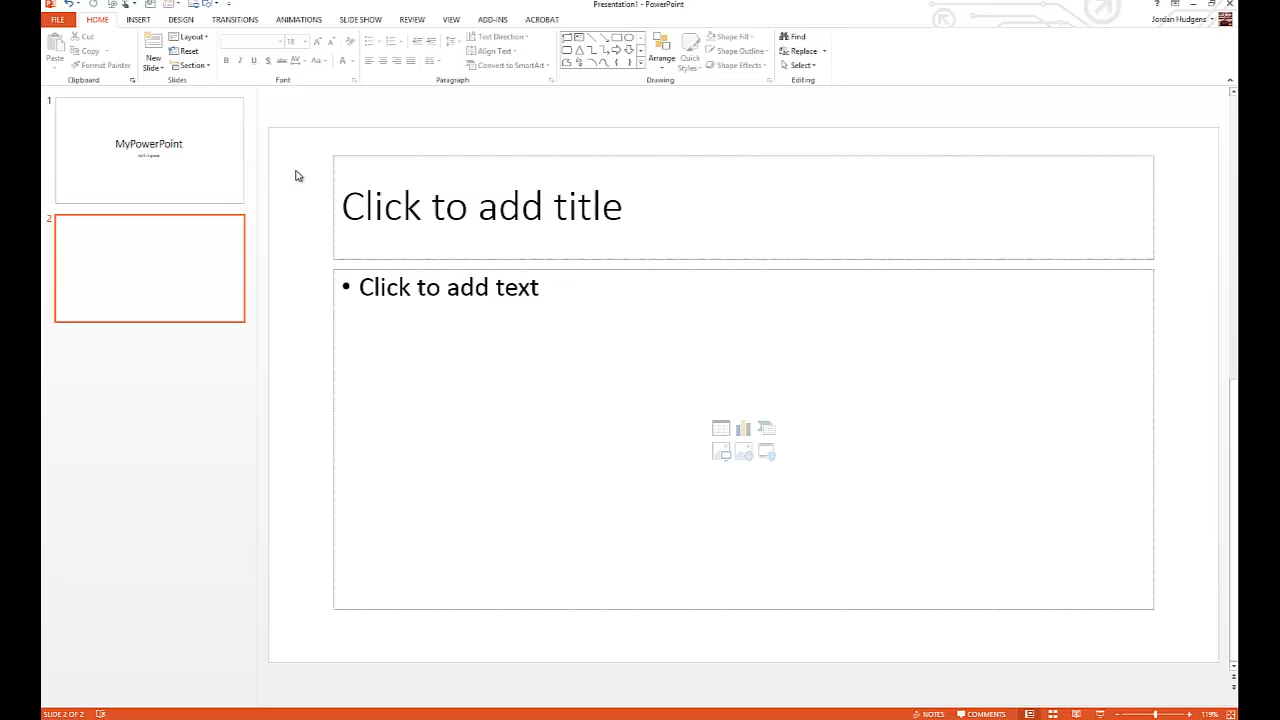 Presentation1 - PowerPoint
FILE HOME INSERT DESIGN TRANSITIONS ANIMATIONS SLIDE SHOW REVIEW VIEW ADD-INS ACROBAT
Jordan Hudgens
Paste
Cut
Copy
Format Painter
Clipboard
New
Slide
Layout
Reset
Section
Slides
18
Font
Text Direction
Align Text
Convert to SmartArt
Paragraph
Arrange
Quick
Styles
Shape Fill
Shape Outline
Shape Effects
Drawing
Find
Replace
Select
Editing
1
MyPowerPoint
2
Click to add title
• Click to add text
SLIDE 2 OF 2
NOTES
COMMENTS
119%